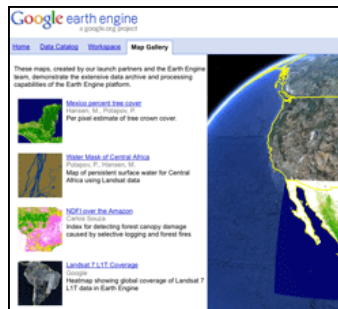 Google earth engine
a google.org project
Home Data Catalog Workspace Map Gallery
These maps, created by our launch partners and the Earth Engine
team, demonstrate the extensive data archive and processing
capabilities of the Earth Engine platform.
Mexico percent tree cover
Hansen, M., Potapov, P.
Per pixel estimate of tree crown cover.
Water Mask of Central Africa
Potapov, P., Hansen, M.
Map of persistent surface water for Central
Africa using Landsat data
NDFI over the Amazon
Carlos Souza
Index for detecting forest canopy damage
caused by selective logging and forest fires
Landsat 7 L1T Coverage
Google
Heatmap showing global coverage of Landsat 7
L1T data in Earth Engine